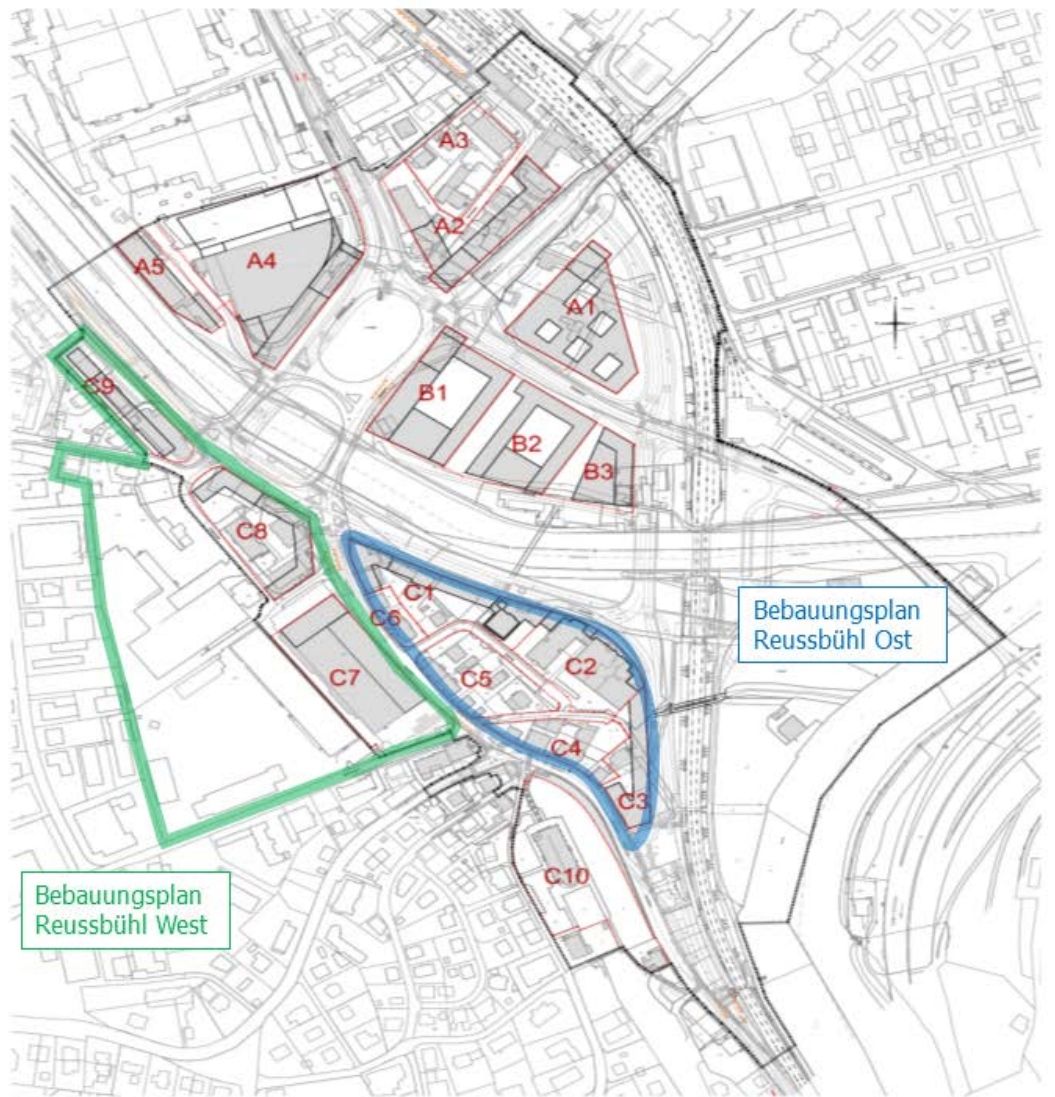 A3
A2
A5
A4
A1
B1
B2
B3
C9
C8
C1
C6
C2
C5
C7
C4
C3
C10
Bebauungsplan
Reussbühl Ost
Bebauungsplan
Reussbühl West